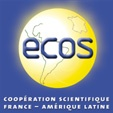 ecos
COOPÉRATION SCIENTIFIQUE
FRANCE – AMÉRIQUE LATINE